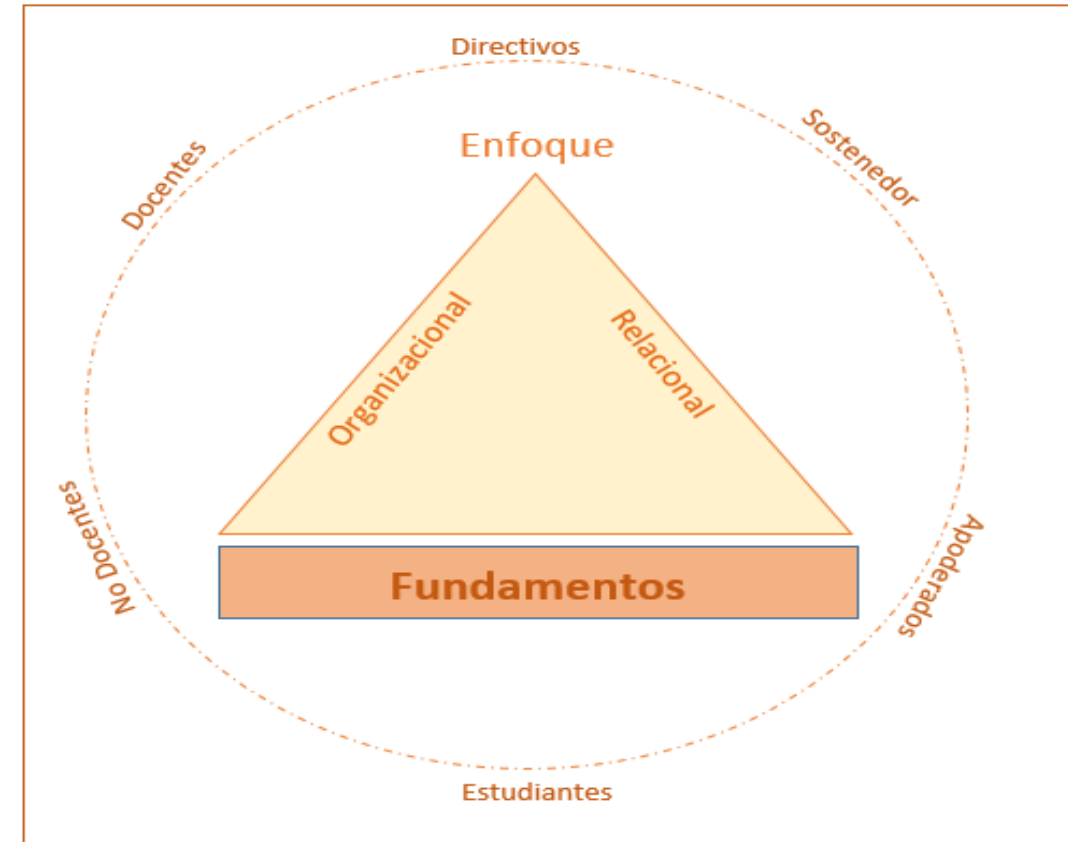 Directivos
Sostenedor
Enfoque
Docentes
Organizacional
Relacional
No Docentes
Apoderados
Fundamentos
Estudiantes